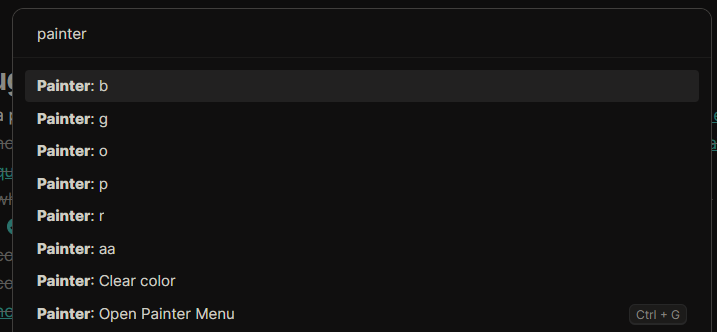 painter
Painter: b
Painter: g
Painter: o
Painter: p
Painter: r
Painter: aa
Painter: Clear color
Painter: Open Painter Menu
Ctrl + G